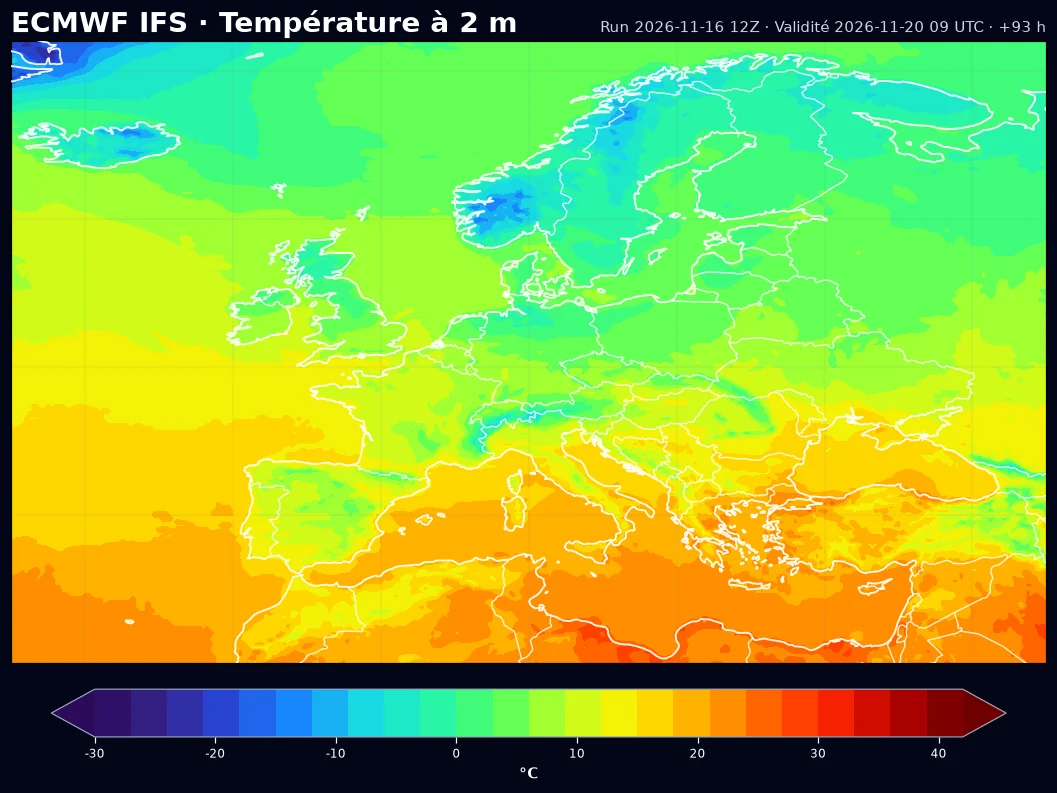 ECMWF IFS · Température à 2 m
Run 2026-11-16 12Z · Validité 2026-11-20 09 UTC · +93 h
-30 -20 -10 0 10 20 30 40
°C